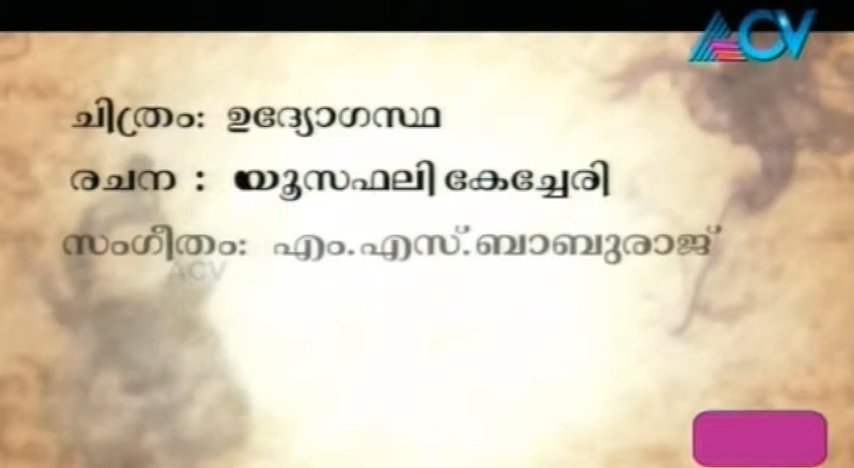 ACV
ചിത്രം: ഉദ്യോഗസ്ഥ
രചന : യൂസഫലി കേച്ചേരി
സംഗീതം: എം.എസ്.ബാബുരാജ്
ACV